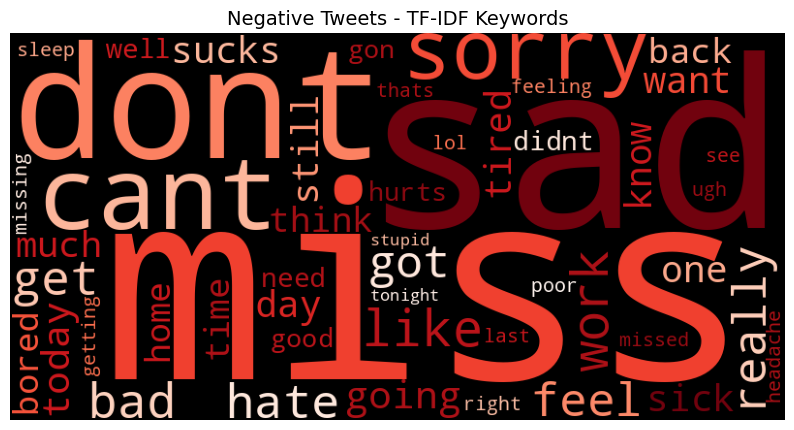 Negative Tweets - TF-IDF Keywords
sleep
well
sucks
gon
sorry
back
dont
thats
feeling
want
sad
still
lol
tired
didnt
know
see
missing
cant
hurts
ugh
think
much
miss
stupid
got
get
need
tonight
poor
one
really
home
time
day
work
bored
today
getting
good
like
last
missed
headache
bad
hate
going
right
feel
sick